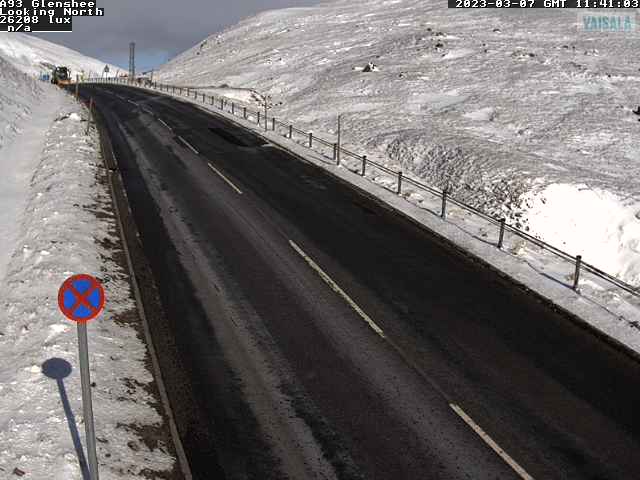 A93 Glenshee
Looking North
26208 lux
n/a
2023-03-07 GMT 11:41:03
VAISALA